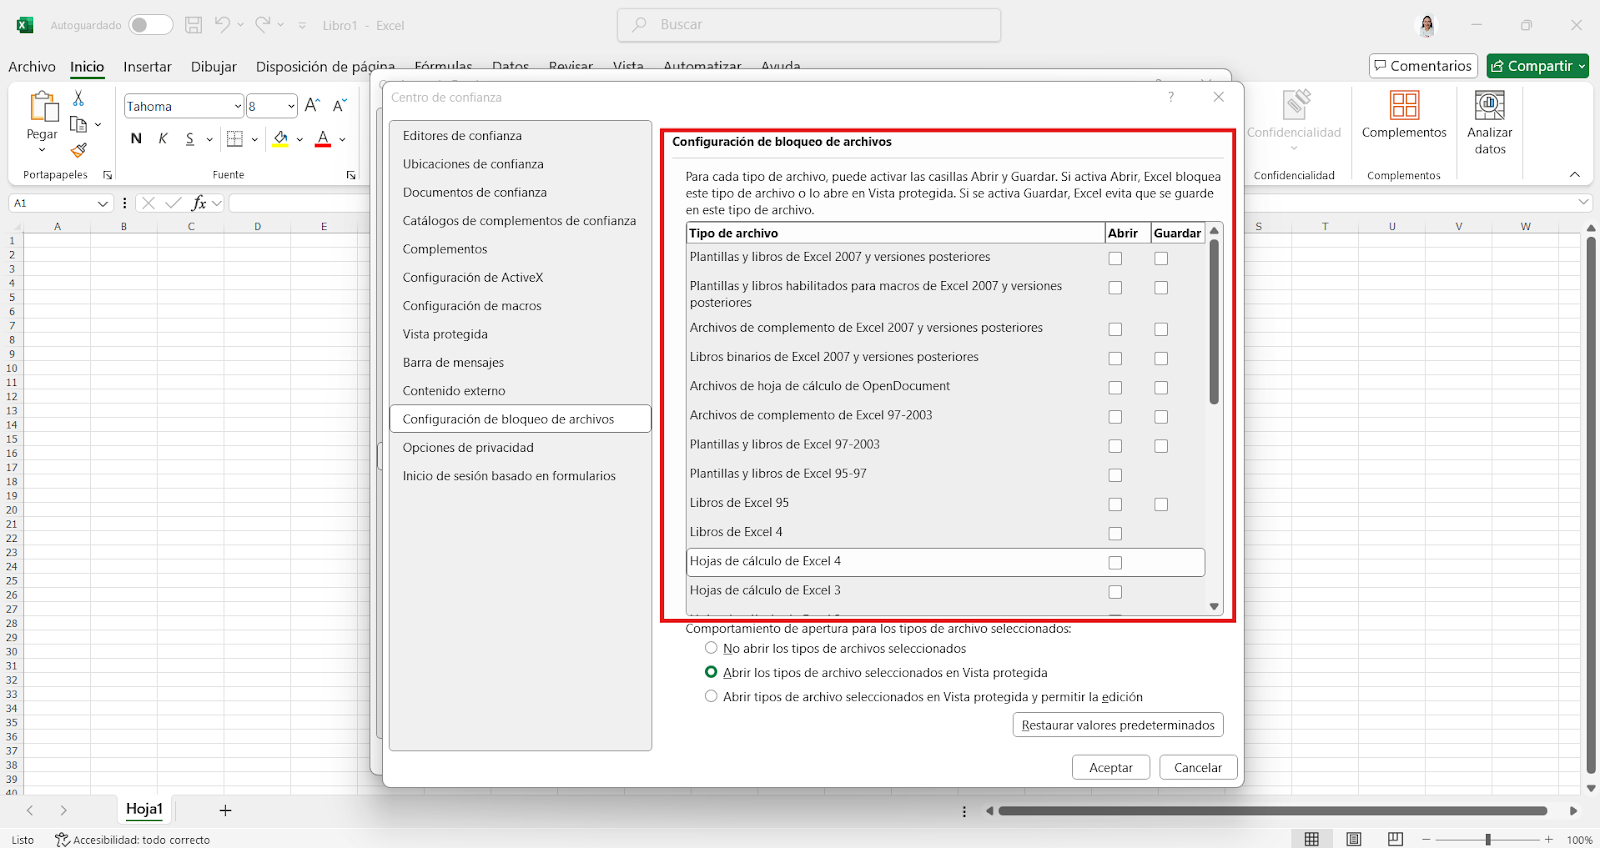 Autoguardado
Libro1 - Excel
Buscar
Archivo Inicio Insertar Dibujar Disposición de página Fórmulas Datos Revisar Vista Automatizar Ayuda
Comentarios Compartir
Pegar
Portapapeles
Tahoma 8
N K S
Fuente
Confidencialidad
Confidencialidad
Complementos
Complementos
Analizar
datos
A1
fx
A B C D E S T U V W
1
2
3
4
5
6
7
8
9
10
11
12
13
14
15
16
17
18
19
20
21
22
23
24
25
26
27
28
29
30
31
32
33
34
35
36
37
38
39
40
Centro de confianza
Editores de confianza
Ubicaciones de confianza
Documentos de confianza
Catálogos de complementos de confianza
Complementos
Configuración de ActiveX
Configuración de macros
Vista protegida
Barra de mensajes
Contenido externo
Configuración de bloqueo de archivos
Opciones de privacidad
Inicio de sesión basado en formularios
Configuración de bloqueo de archivos
Para cada tipo de archivo, puede activar las casillas Abrir y Guardar. Si activa Abrir, Excel bloquea
este tipo de archivo o lo abre en Vista protegida. Si se activa Guardar, Excel evita que se guarde
en este tipo de archivo.
Tipo de archivo Abrir Guardar
Plantillas y libros de Excel 2007 y versiones posteriores
Plantillas y libros habilitados para macros de Excel 2007 y versiones
posteriores
Archivos de complemento de Excel 2007 y versiones posteriores
Libros binarios de Excel 2007 y versiones posteriores
Archivos de hoja de cálculo de OpenDocument
Archivos de complemento de Excel 97-2003
Plantillas y libros de Excel 97-2003
Plantillas y libros de Excel 95-97
Libros de Excel 95
Libros de Excel 4
Hojas de cálculo de Excel 4
Hojas de cálculo de Excel 3
Comportamiento de apertura para los tipos de archivo seleccionados:
No abrir los tipos de archivos seleccionados
Abrir los tipos de archivo seleccionados en Vista protegida
Abrir tipos de archivo seleccionados en Vista protegida y permitir la edición
Restaurar valores predeterminados
Aceptar Cancelar
Hoja1
Listo Accesibilidad: todo correcto
100%